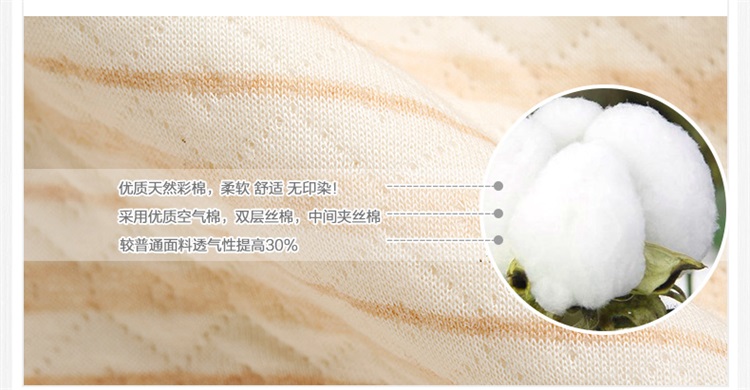 优质天然彩棉，柔软 舒适 无印染！
采用优质空气棉，双层丝棉，中间夹丝棉
较普通面料透气性提高30%